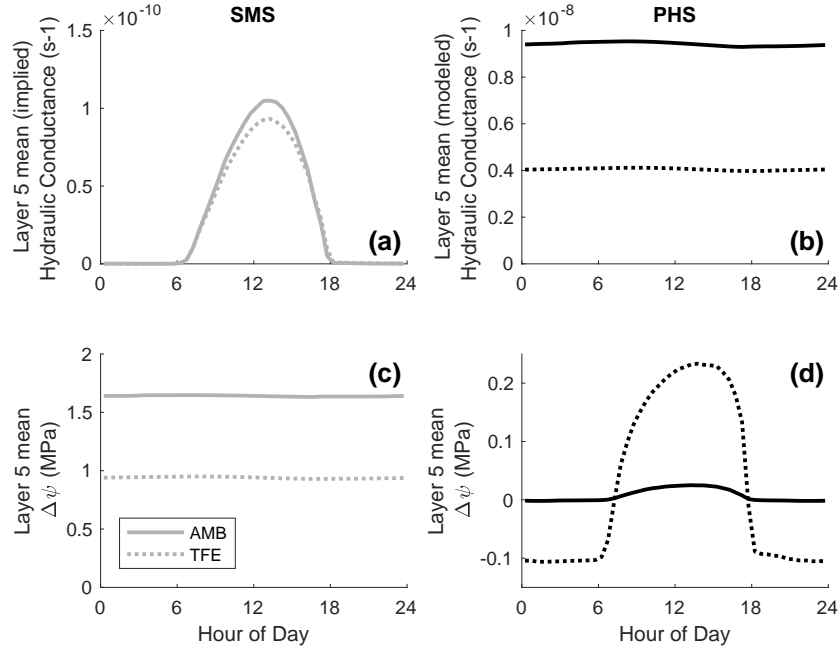 SMS
PHS
×10⁻¹⁰
×10⁻⁸
Layer 5 mean (implied)
Hydraulic Conductance (s-1)
1.5
1
0.5
0
0
6
12
18
24
(a)
Layer 5 mean (modeled)
Hydraulic Conductance (s-1)
1
0.8
0.6
0.4
0.2
0
0
6
12
18
24
(b)
Layer 5 mean
Δψ (MPa)
2
1.5
1
0.5
0
0
6
12
18
24
(c)
AMB
TFE
Hour of Day
Layer 5 mean
Δψ (MPa)
0.2
0.1
0
-0.1
0
6
12
18
24
(d)
Hour of Day